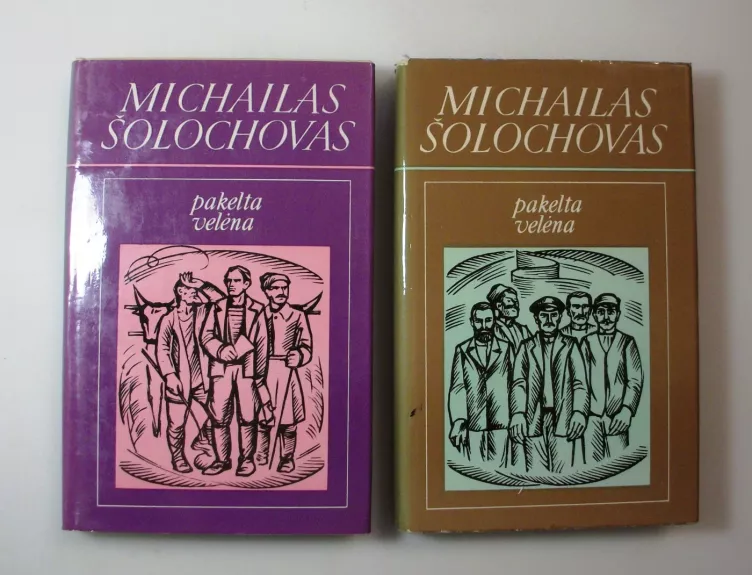 MICHAILAS
ŠOLOCHOVAS
pakelta
velėna
MICHAILAS
ŠOLOCHOVAS
pakelta
velėna